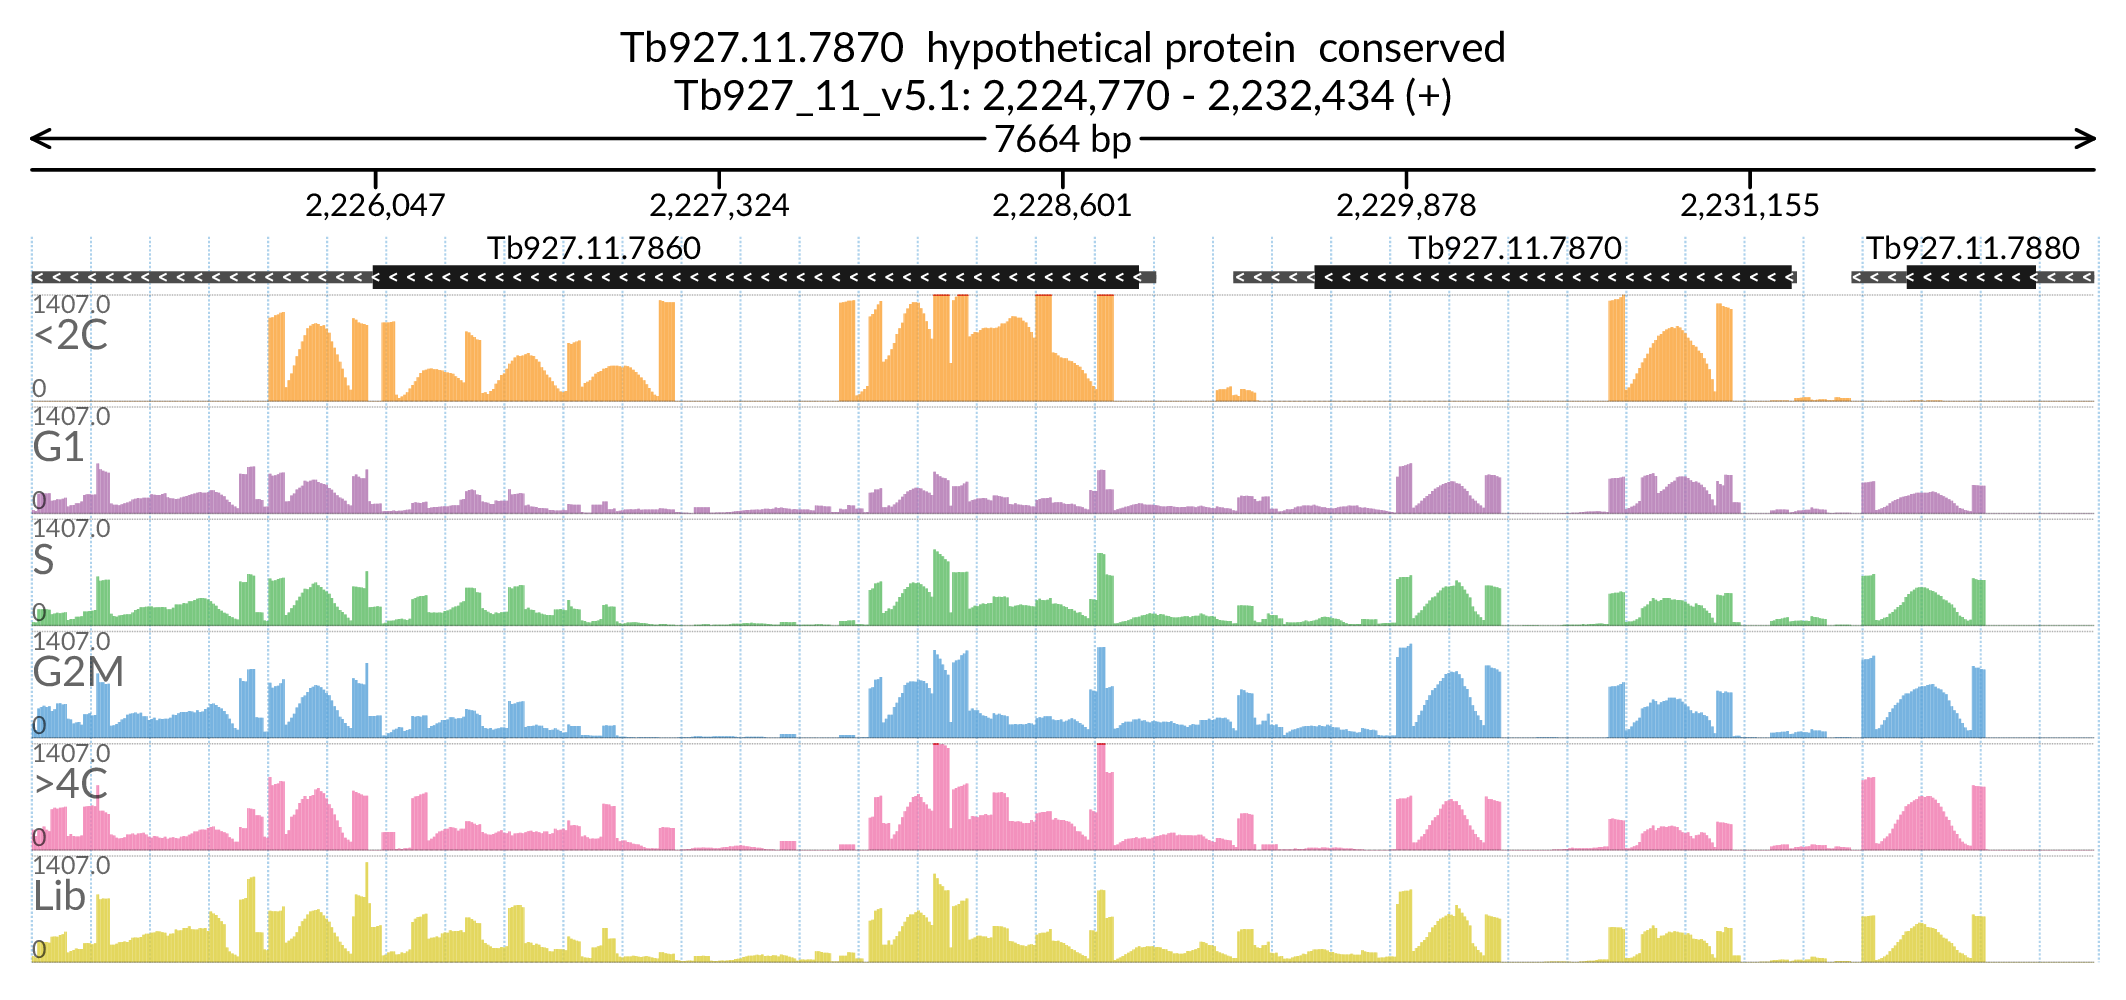 Tb927.11.7870  hypothetical protein  conserved
Tb927_11_v5.1: 2,224,770 - 2,232,434 (+)
7664 bp
2,226,047 2,227,324 2,228,601 2,229,878 2,231,155
Tb927.11.7860 Tb927.11.7870 Tb927.11.7880
1407.0
<2C
0
1407.0
G1
0
1407.0
S
0
1407.0
G2M
0
1407.0
>4C
0
1407.0
Lib
0